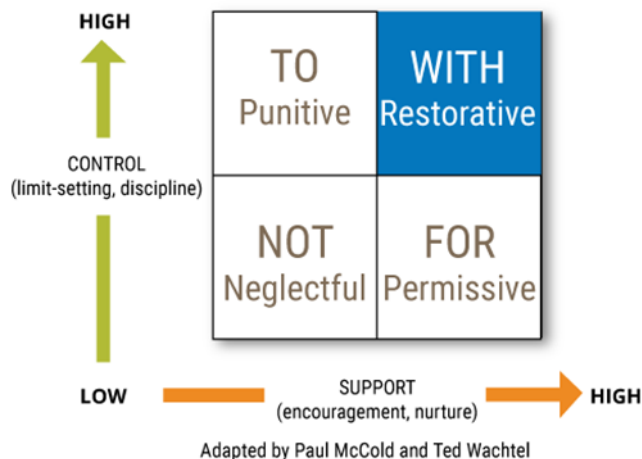 HIGH
TO
Punitive
WITH
Restorative
CONTROL
(limit-setting, discipline)
NOT
Neglectful
FOR
Permissive
LOW
SUPPORT
(encouragement, nurture)
HIGH
Adapted by Paul McCold and Ted Wachtel